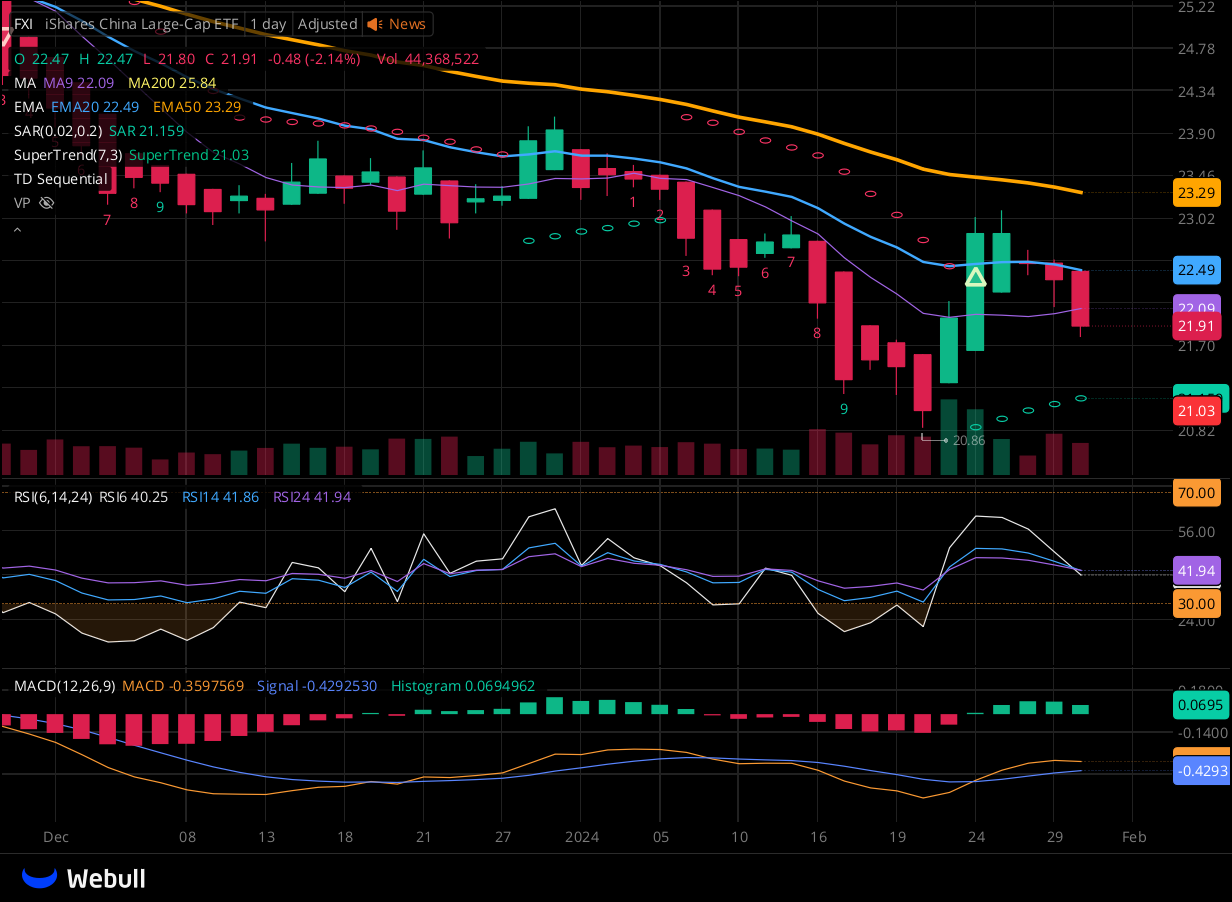 FXI iShares China Large-Cap ETF 1 day Adjusted News
O 22.47 H 22.47 L 21.80 C 21.91 -0.48 (-2.14%) Vol 44,368,522
MA MA9 22.09 MA200 25.84
EMA EMA20 22.49 EMA50 23.29
SAR(0.02,0.2) SAR 21.159
SuperTrend(7,3) SuperTrend 21.03
TD Sequential
VP
25.22
24.78
24.34
23.90
23.46
23.29
23.02
22.49
22.09
21.91
21.70
21.03
20.82
7 8 9
1 2 3 4 5 6 7 8 9
20.86
RSI(6,14,24) RSI6 40.25 RSI14 41.86 RSI24 41.94
70.00
56.00
41.94
30.00
24.00
MACD(12,26,9) MACD -0.3597569 Signal -0.4292530 Histogram 0.0694962
0.0695
-0.1400
-0.4293
Dec 08 13 18 21 27 2024 05 10 16 19 24 29 Feb
Webull